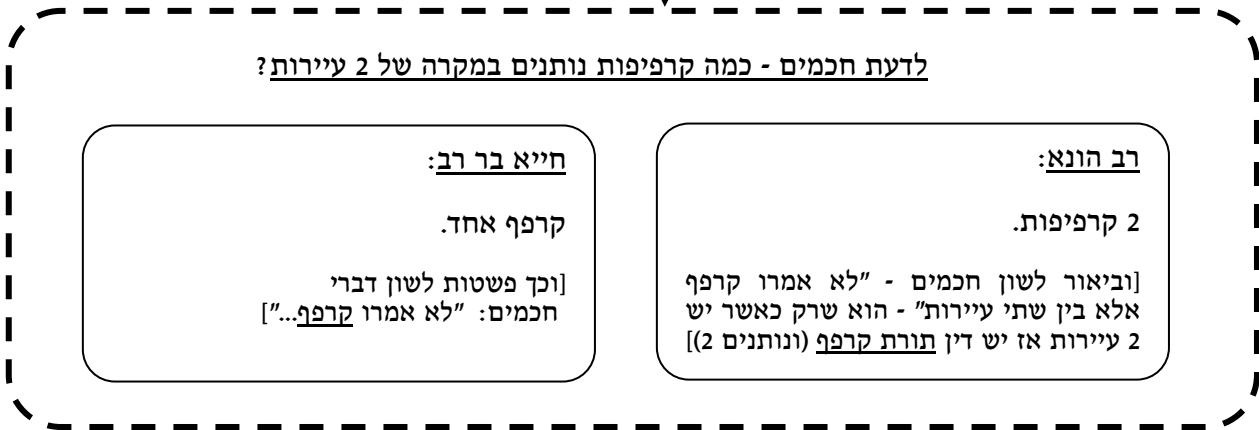 לדעת חכמים - כמה קרפיפות נותנים במקרה של 2 עיירות?
רב הונא:
2 קרפיפות.
[וביאור לשון חכמים - "לא אמרו קרפף
אלא בין שתי עיירות" - הוא שרק כאשר יש
2 עיירות אז יש דין תורת קרפף (ונותנים 2)]
חייא בר רב:
קרפף אחד.
[וכך פשטות לשון דברי
חכמים: "לא אמרו קרפף..."]